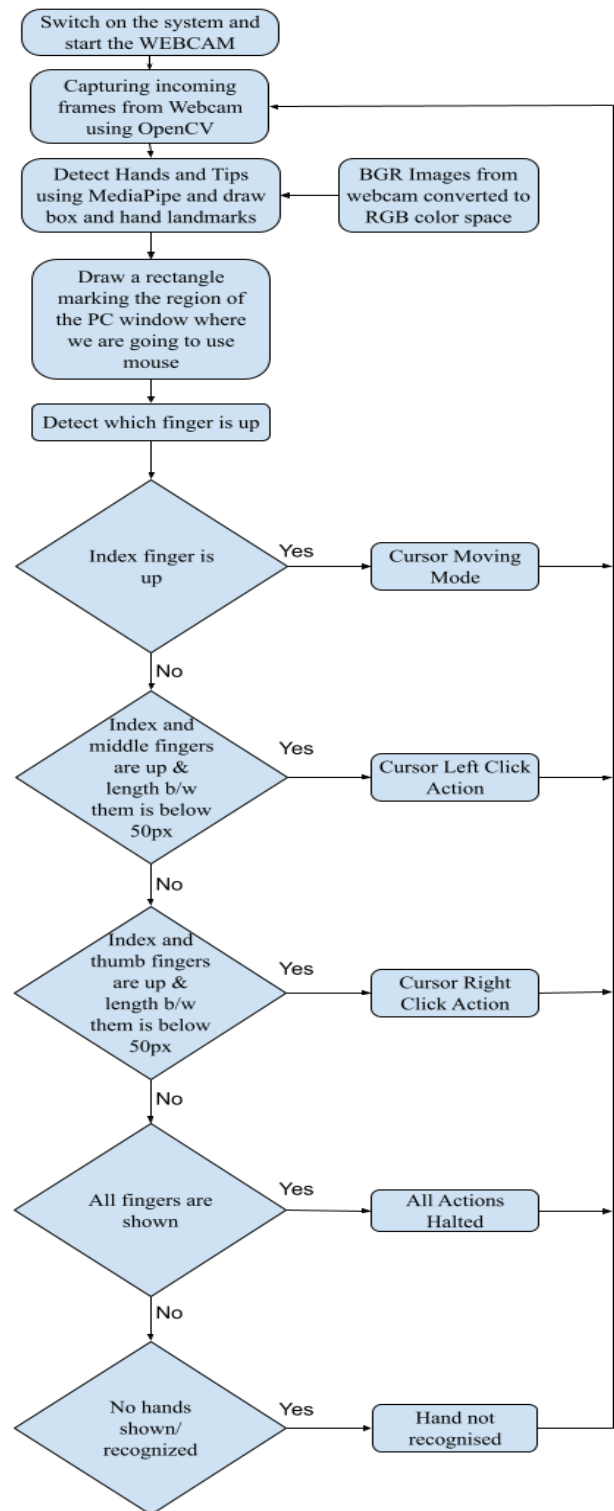 Switch on the system and
start the WEBCAM
Capturing incoming
frames from Webcam
using OpenCV
Detect Hands and Tips
using MediaPipe and draw
box and hand landmarks
BGR Images from
webcam converted to
RGB color space
Draw a rectangle
marking the region of
the PC window where
we are going to use
mouse
Detect which finger is up
Index finger is
up
Yes
Cursor Moving
Mode
No
Index and
middle fingers
are up &
length b/w
them is below
50px
Yes
Cursor Left Click
Action
No
Index and
thumb fingers
are up &
length b/w
them is below
50px
Yes
Cursor Right
Click Action
No
All fingers are
shown
Yes
All Actions
Halted
No
No hands
shown/
recognized
Yes
Hand not
recognised